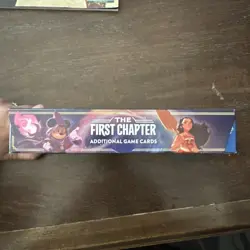 THE
FIRST CHAPTER
ADDITIONAL GAME CARDS